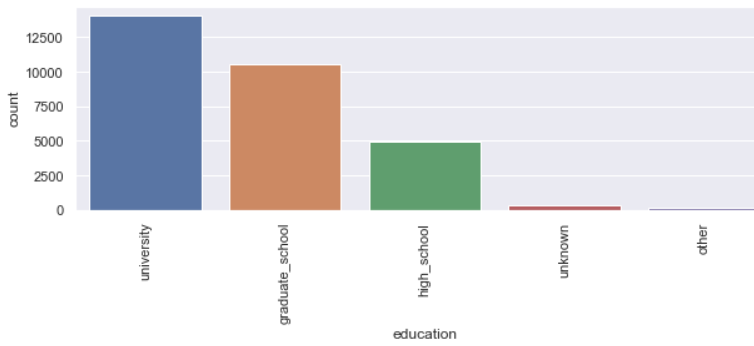 12500
10000
7500
5000
2500
0
count
university
graduate_school
high_school
unknown
other
education